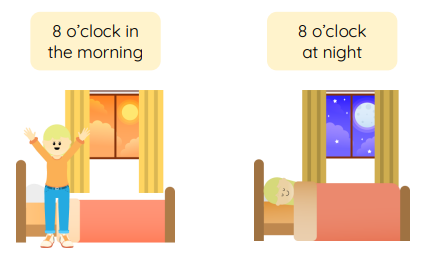 8 o’clock in
the morning
8 o’clock
at night